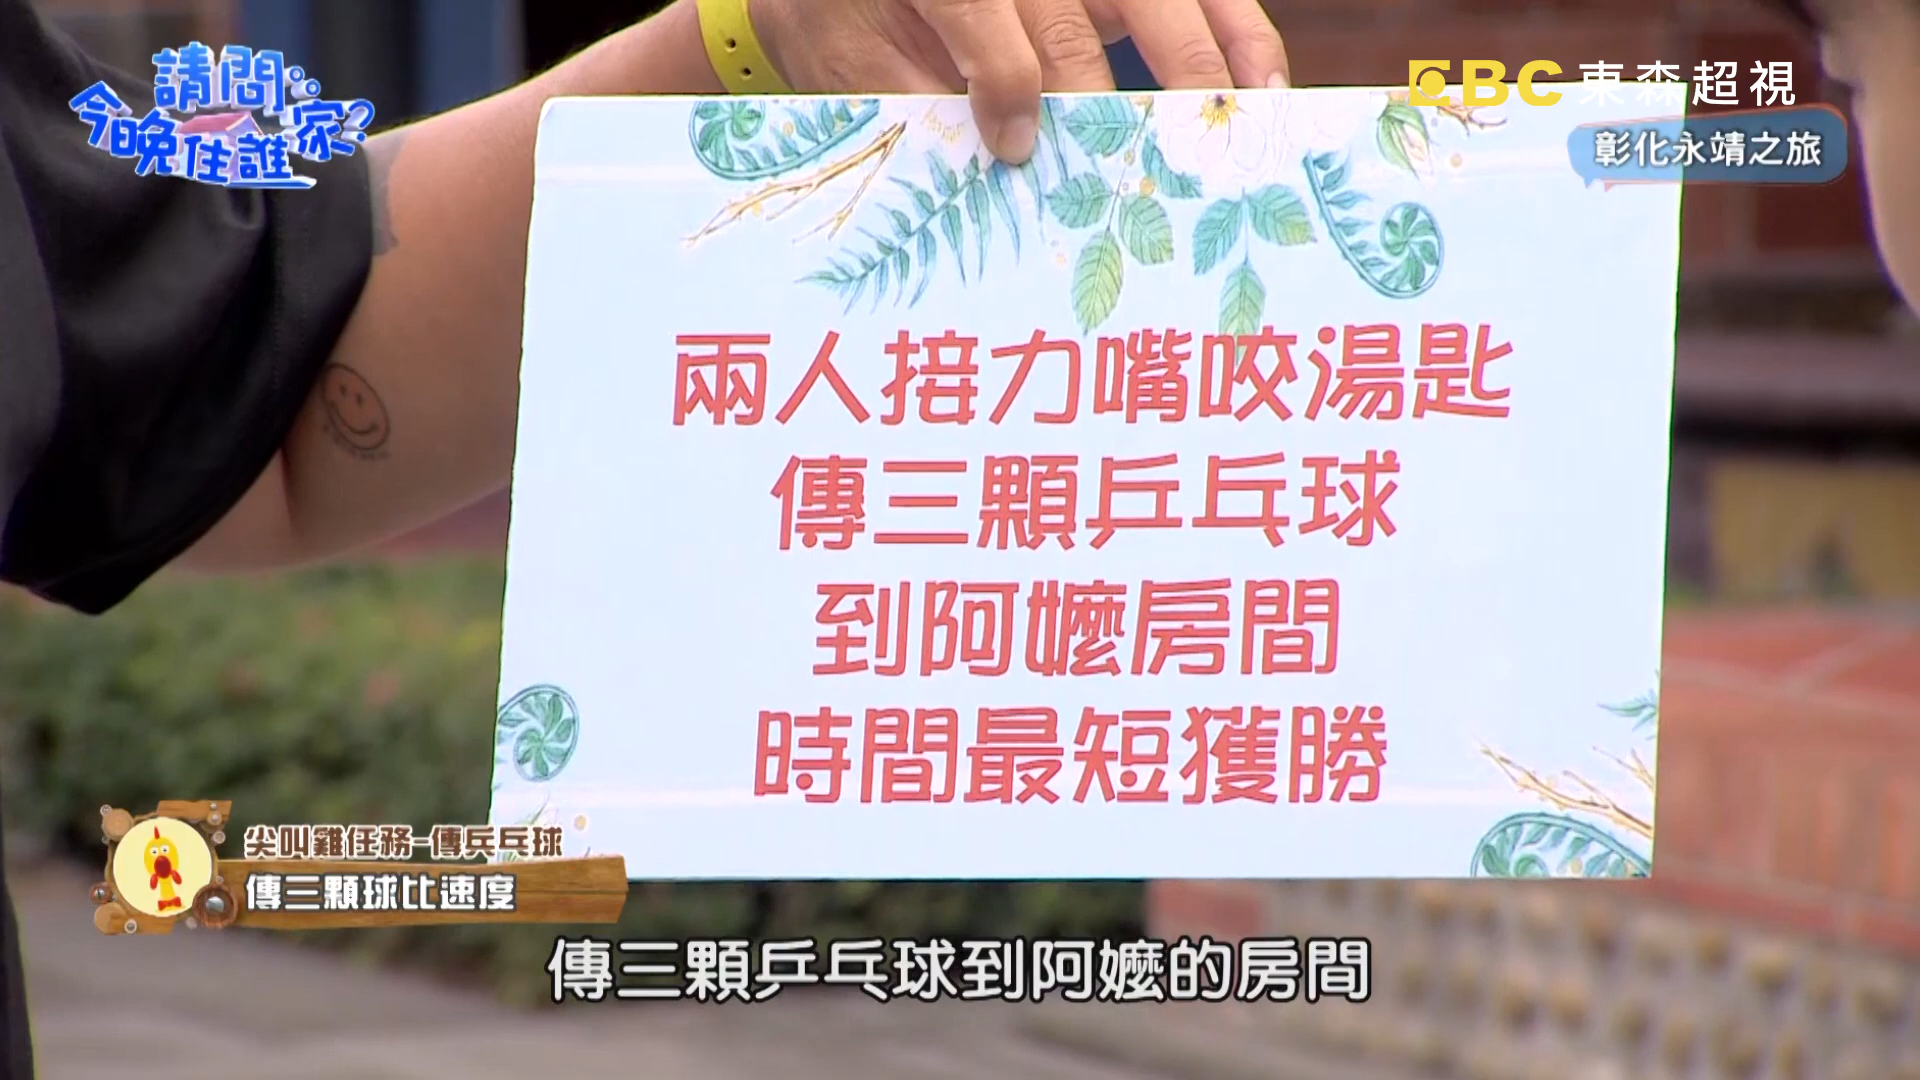 請問
今晚住誰家?
EBC 東森超視
彰化永靖之旅
兩人接力嘴咬湯匙
傳三顆乒乓球
到阿嬤房間
時間最短獲勝
尖叫雞任務-傳乒乓球
傳三顆球比速度
傳三顆乒乓球到阿嬤的房間